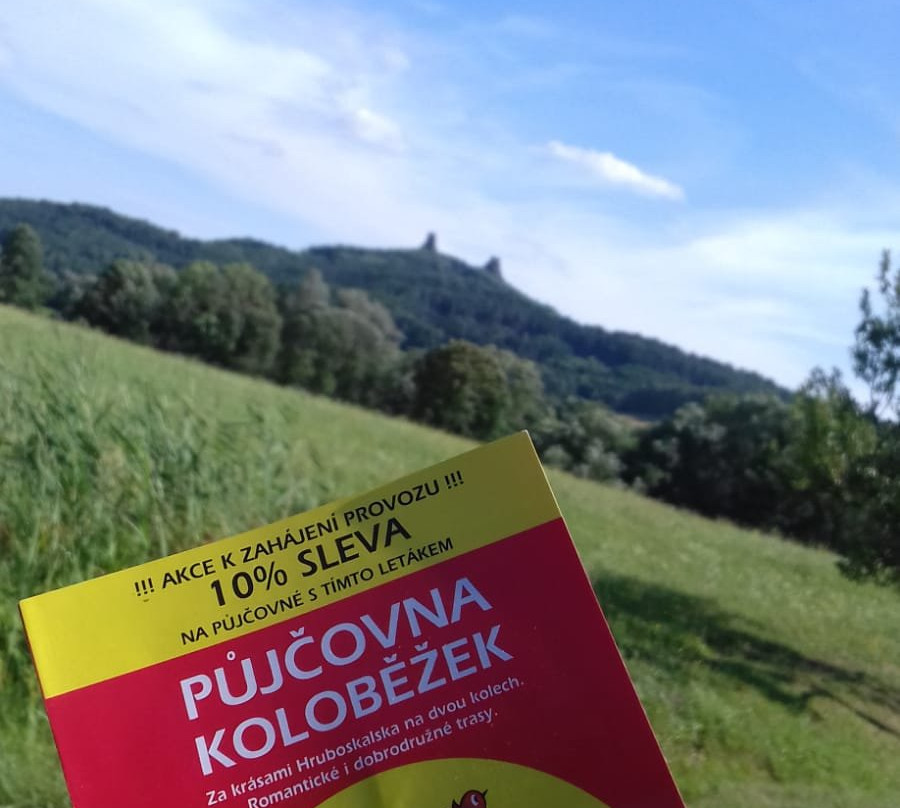 !!! AKCE K ZAHÁJENÍ PROVOZU !!!
10% SLEVA
NA PŮJČOVNÉ S TÍMTO LETÁKEM
PŮJČOVNA
KOLOBĚŽEK
Za krásami Hruboskalska na dvou kolech.
Romantické i dobrodružné trasy.